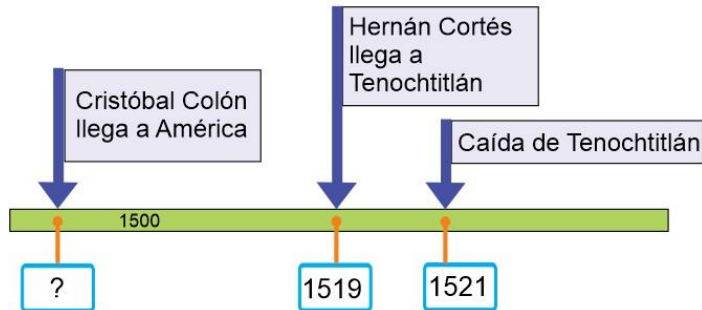 Hernán Cortés
llega a
Tenochtitlán
Cristóbal Colón
llega a América
Caída de Tenochtitlán
1500
?
1519
1521